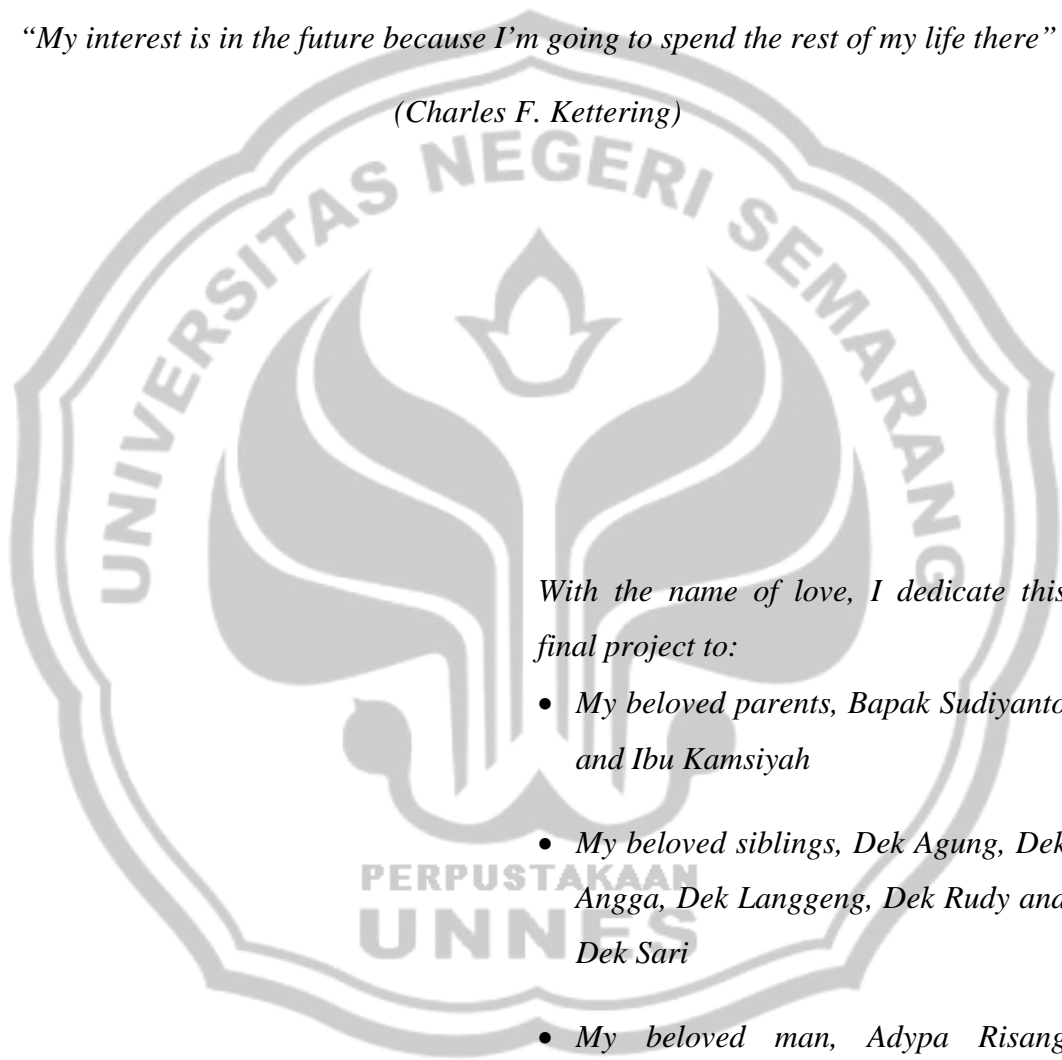 “My interest is in the future because I’m going to spend the rest of my life there”
(Charles F. Kettering)
UNIVERSITAS NEGERI SEMARANG
With the name of love, I dedicate this
final project to:
• My beloved parents, Bapak Sudiyanto
and Ibu Kamsiyah
• My beloved siblings, Dek Agung, Dek
Angga, Dek Langgeng, Dek Rudy and
Dek Sari
PERPUSTAKAAN
UNNES
• My beloved man, Adypa Risang